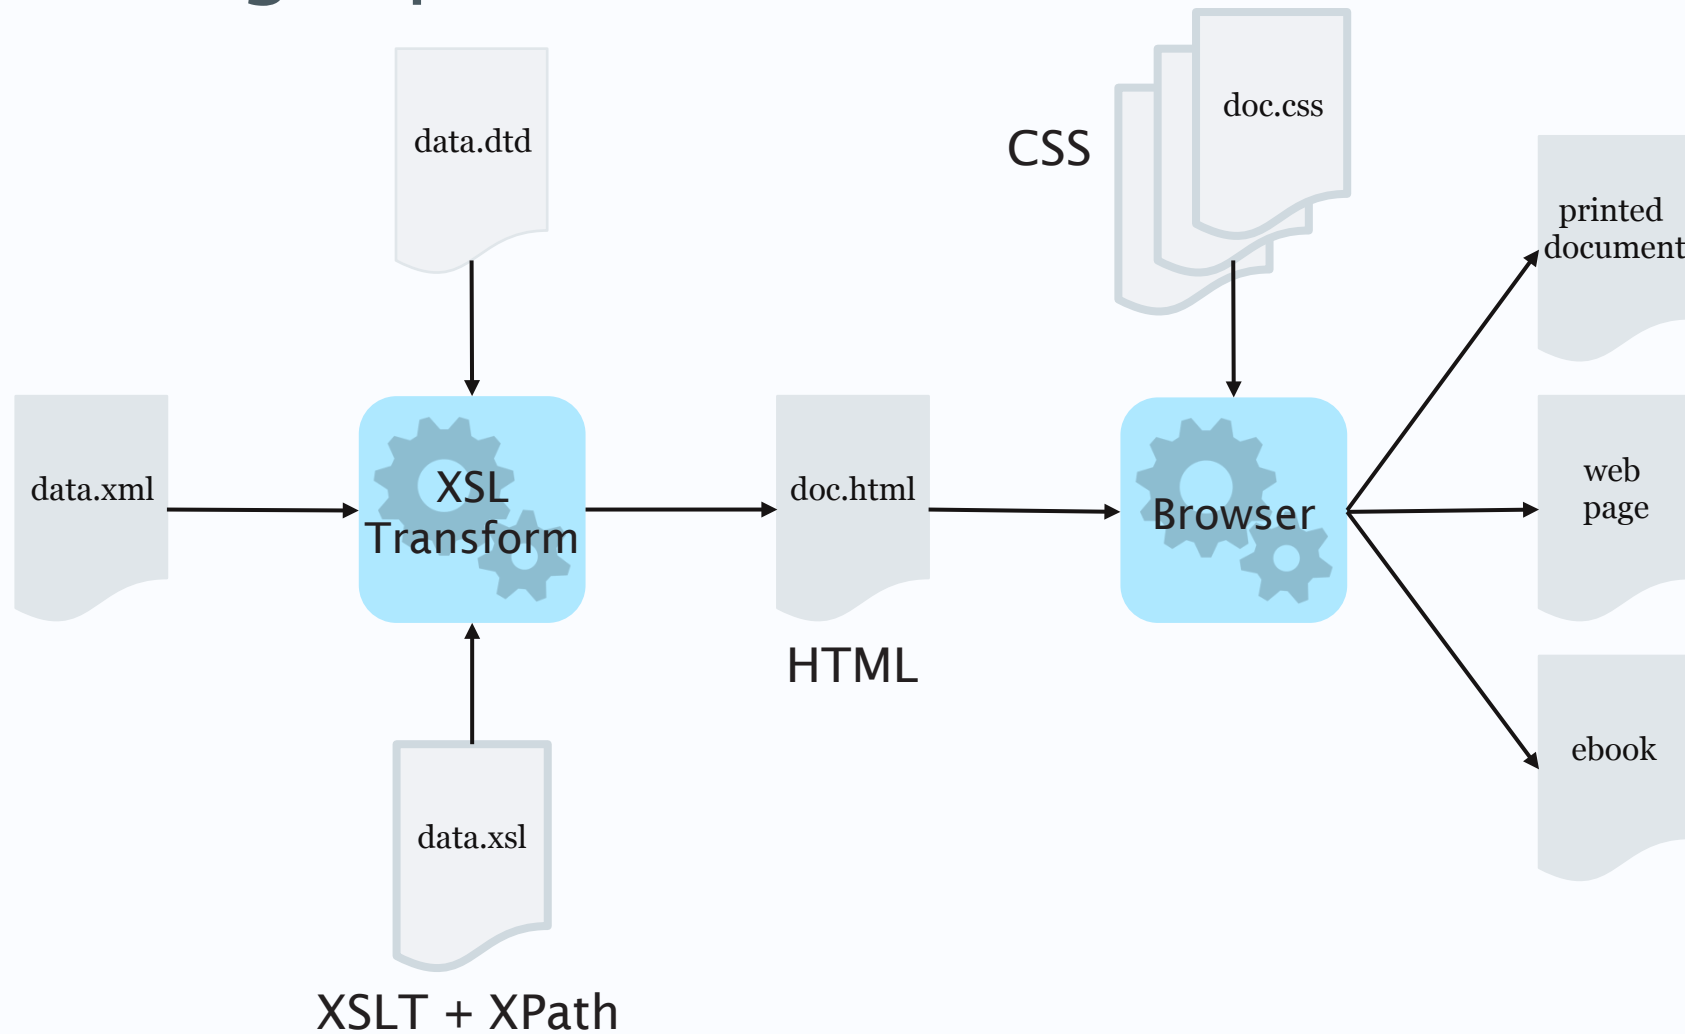 data.dtd
CSS
doc.css
printed
document
data.xml
XSL
Transform
doc.html
Browser
web
page
HTML
ebook
data.xsl
XSLT + XPath